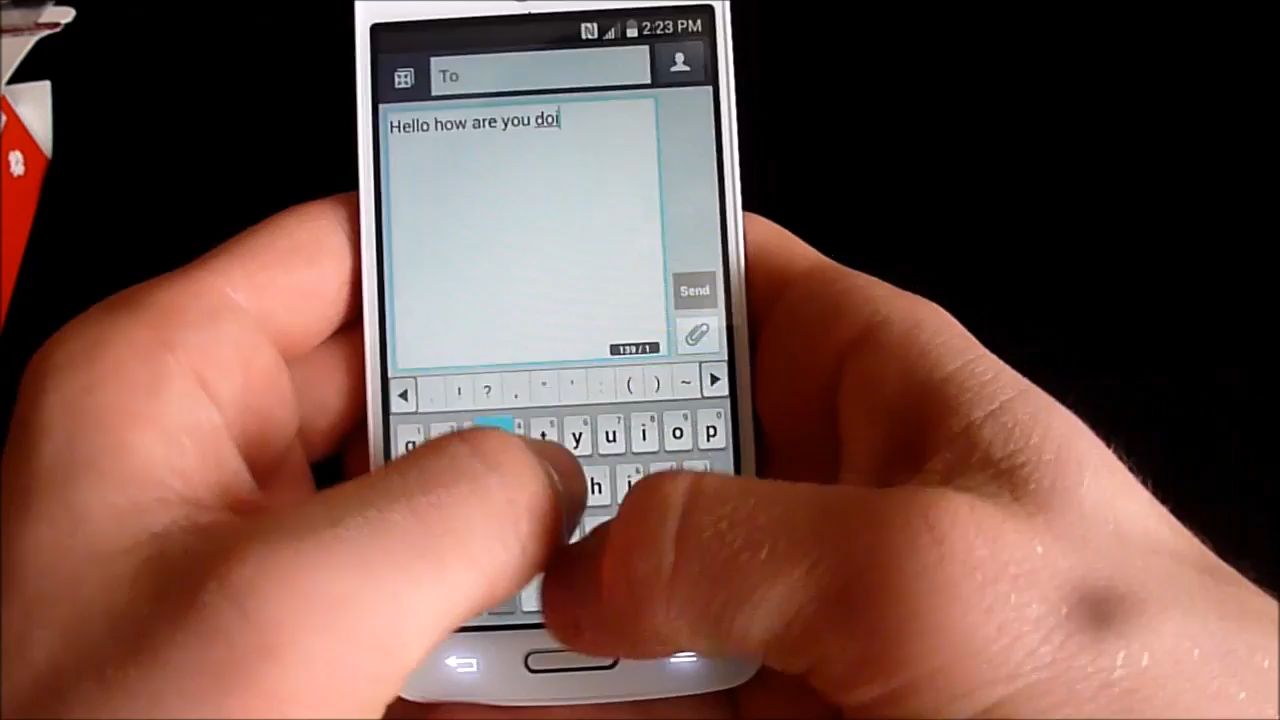 2:23 PM
To
Hello how are you doi
Send
139 / 1
! ? . " ' : ( ) ~
t y u i o p
h j